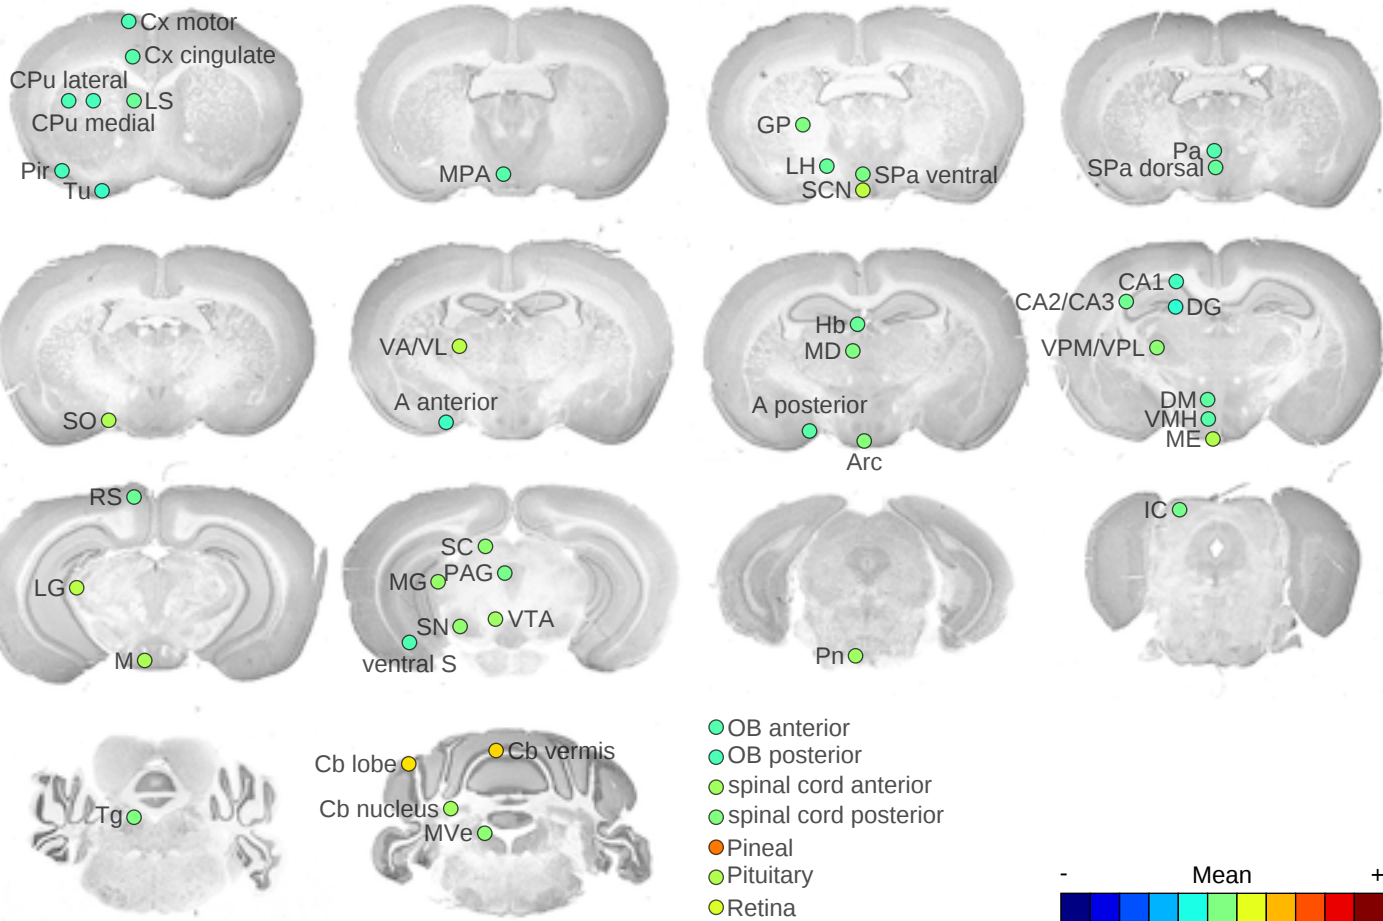 Cx motor
Cx cingulate
CPu lateral
LS
CPu medial
Pir
Tu
MPA
GP
LH
SPa ventral
SCN
Pa
SPa dorsal
SO
VA/VL
A anterior
Hb
MD
A posterior
Arc
CA1
CA2/CA3
DG
VPM/VPL
DM
VMH
ME
RS
LG
M
SC
MG
PAG
SN
VTA
ventral S
Pn
IC
Tg
Cb lobe
Cb vermis
Cb nucleus
MVe
OB anterior
OB posterior
spinal cord anterior
spinal cord posterior
Pineal
Pituitary
Retina
- Mean +